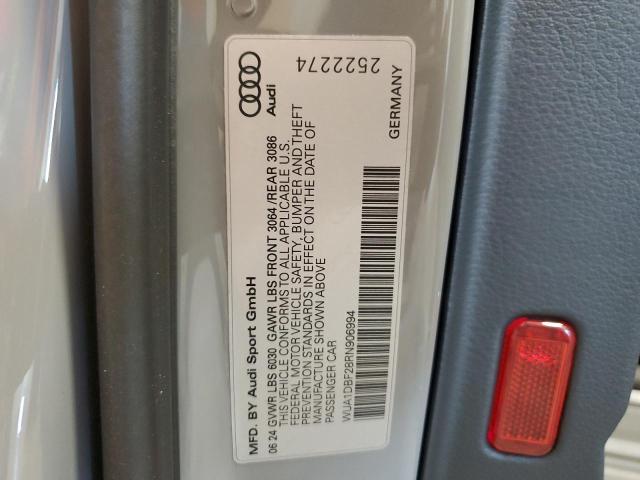 MFD. BY Audi Sport GmbH
06 24 GVWR LBS 6030 GAWR LBS FRONT 3064 /REAR 3086
THIS VEHICLE CONFORMS TO ALL APPLICABLE U.S.
FEDERAL MOTOR VEHICLE SAFETY, BUMPER AND THEFT
PREVENTION STANDARDS IN EFFECT ON THE DATE OF
MANUFACTURE SHOWN ABOVE
PASSENGER CAR
WUA1DBF28RN906994
Audi
2522274
GERMANY